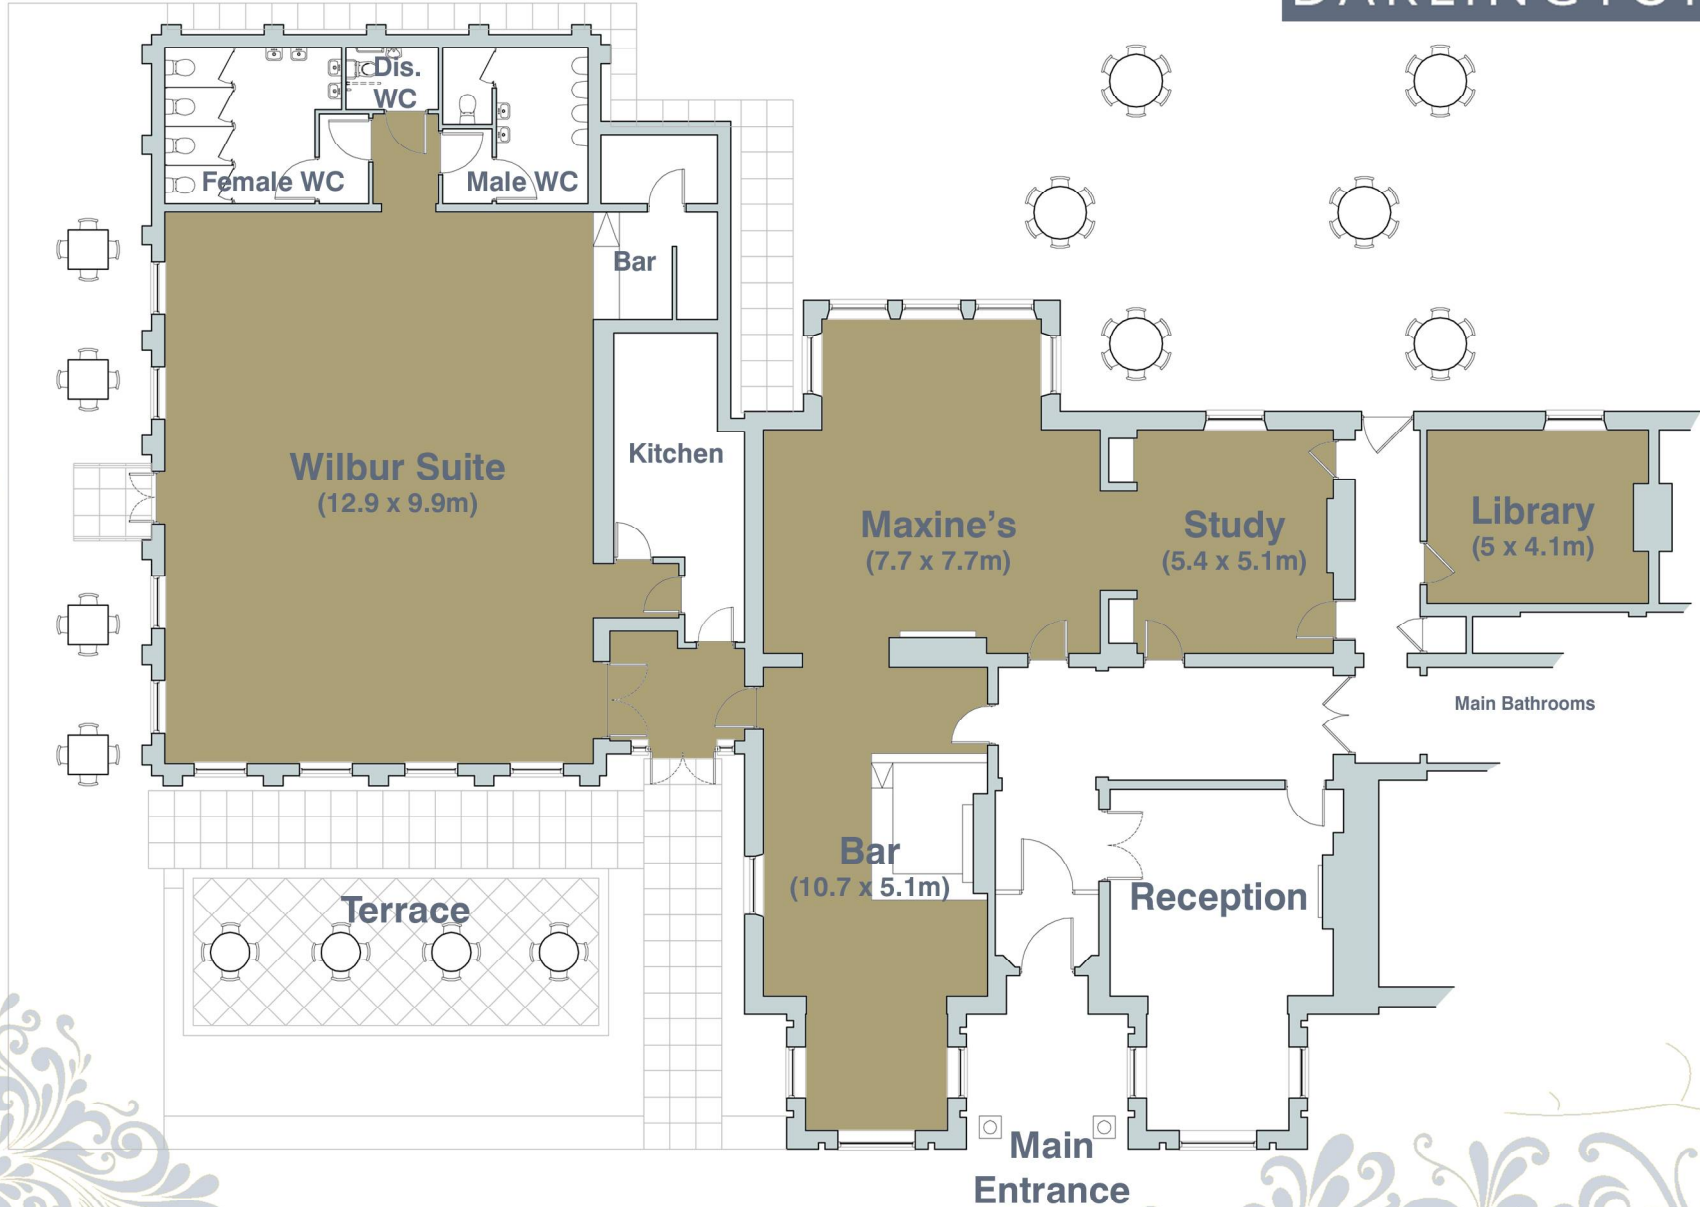 Dis.
WC
Female WC
Male WC
Bar
Kitchen
Wilbur Suite
(12.9 x 9.9m)
Maxine’s
(7.7 x 7.7m)
Study
(5.4 x 5.1m)
Library
(5 x 4.1m)
Main Bathrooms
Bar
(10.7 x 5.1m)
Reception
Terrace
Main
Entrance